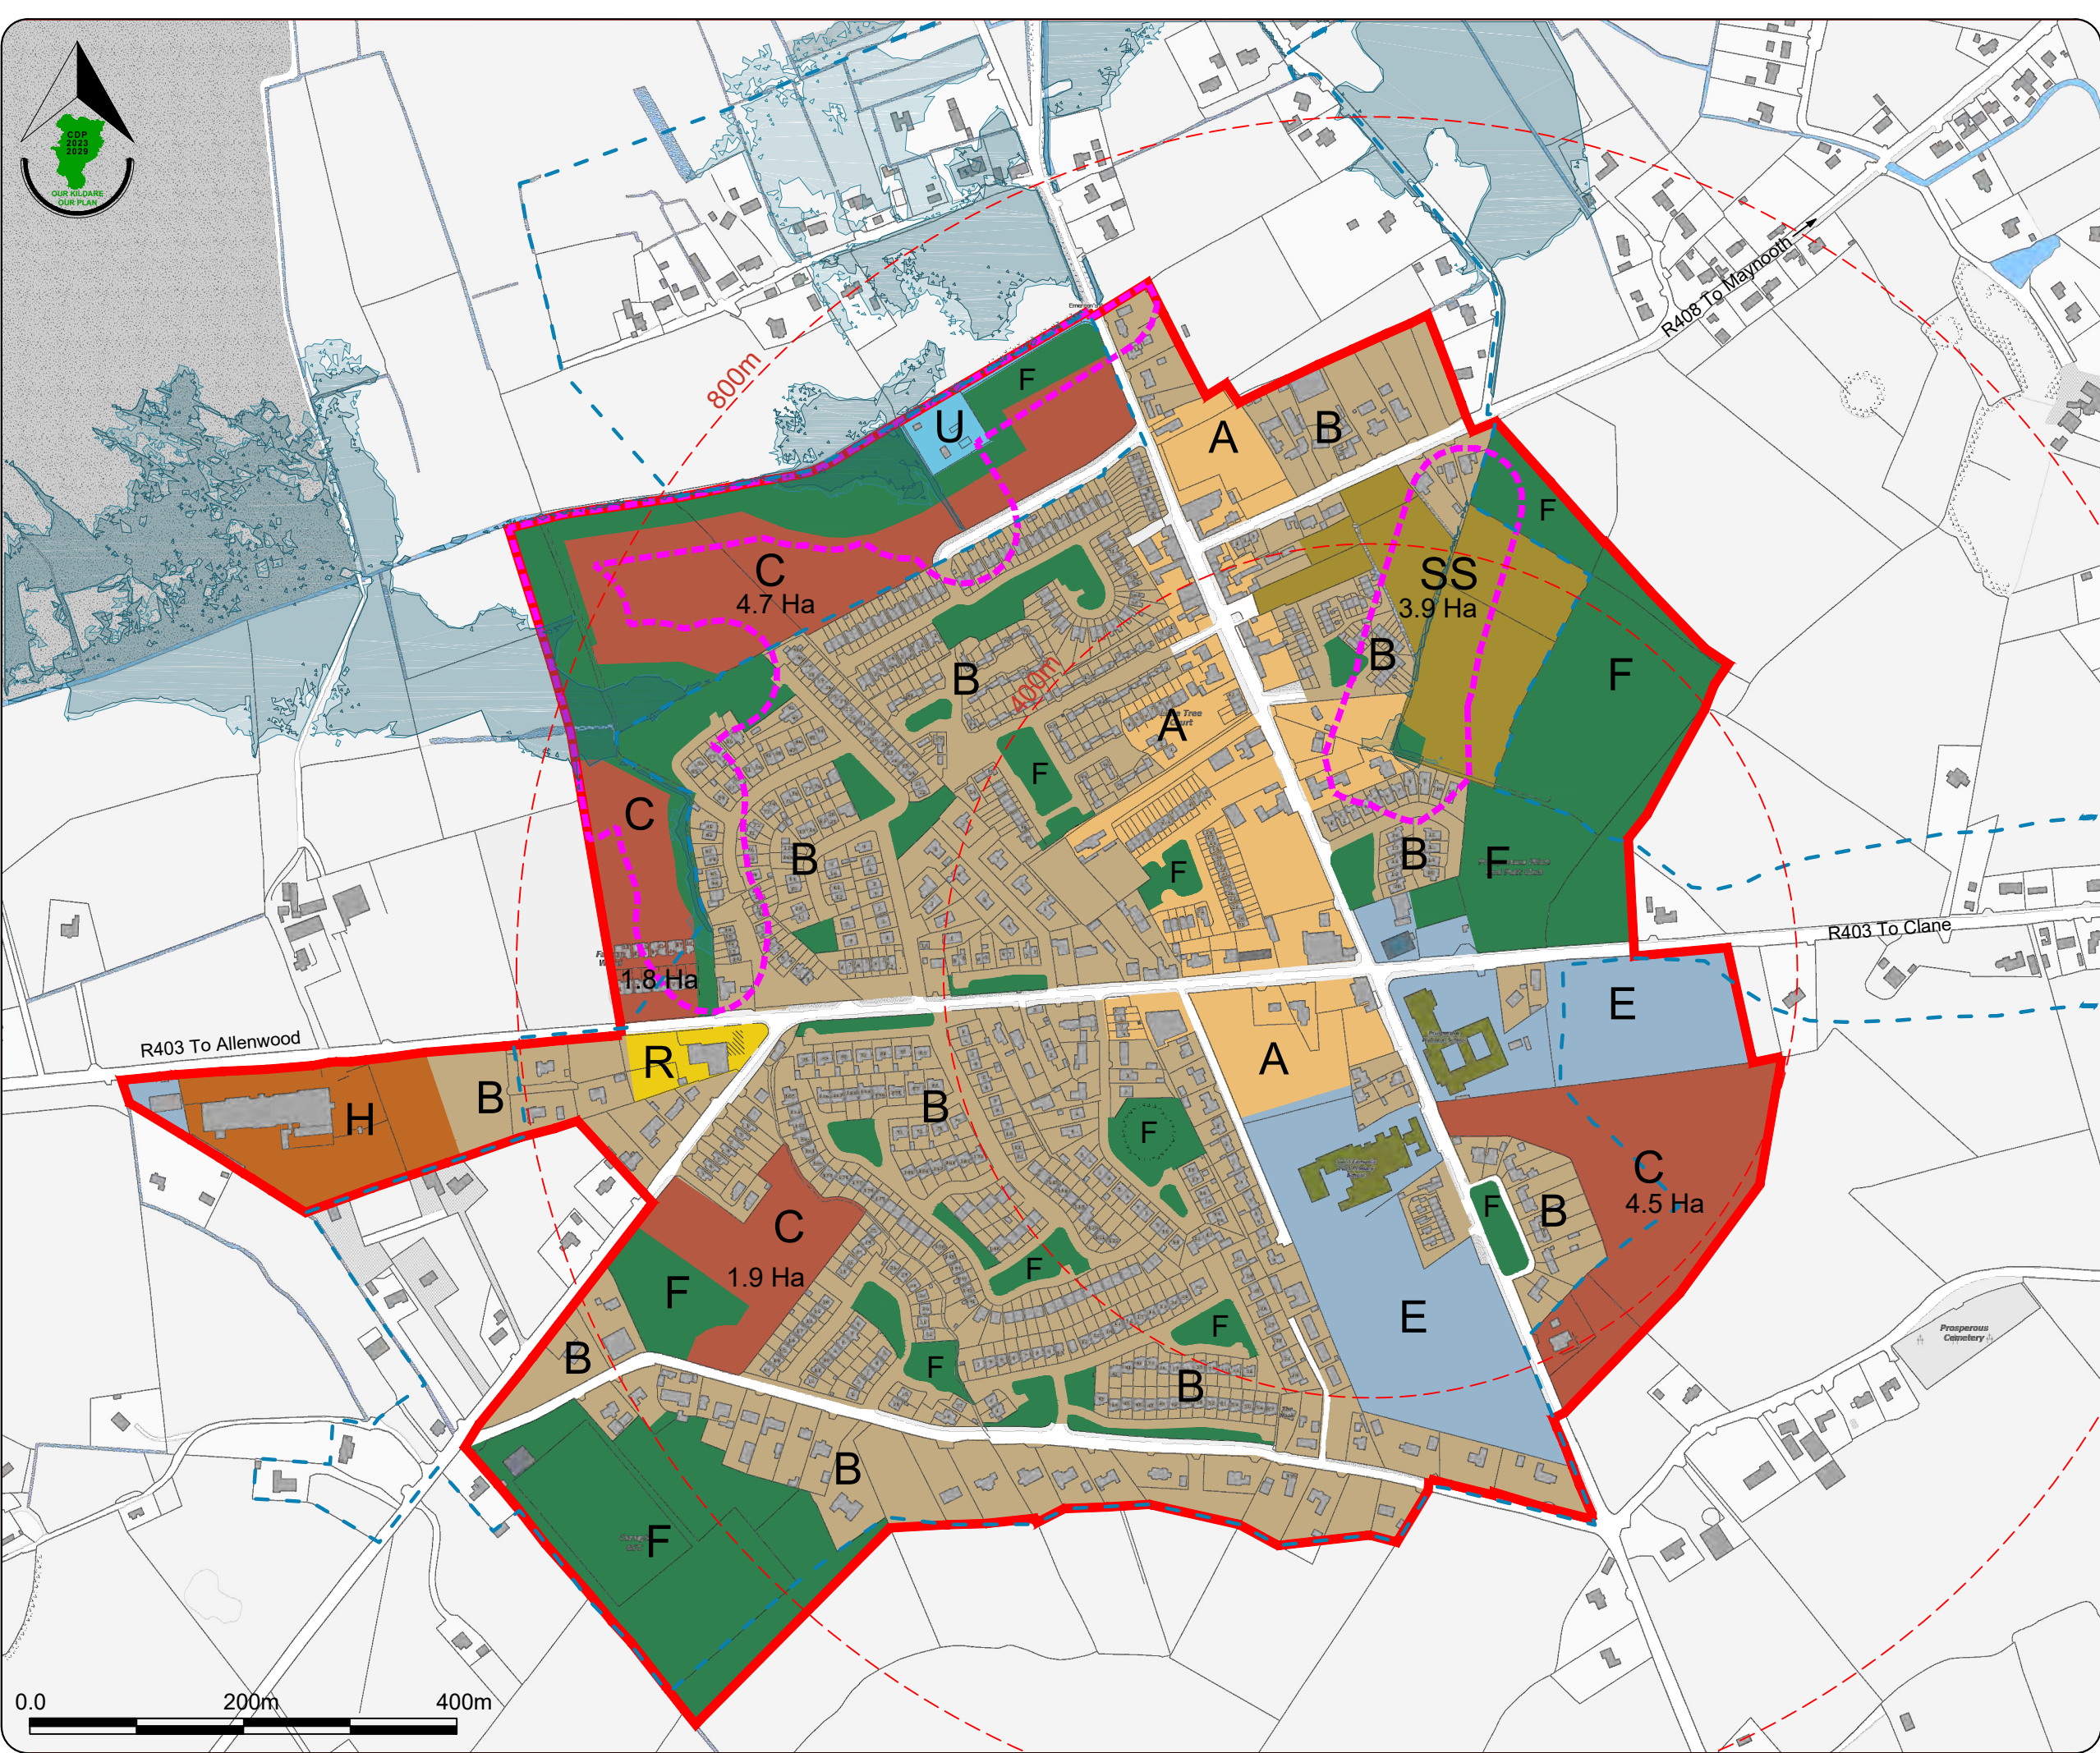 CDP
2023
2029
OUR KILDARE
OUR PLAN
R408 To Maynooth
800m
F
U
A
B
F
C
4.7 Ha
SS
3.9 Ha
B
B
400m
F
A
Tree
Court
F
C
B
F
B
F
1.8 Ha
R403 To Clane
E
R403 To Allenwood
R
A
H
B
B
F
C
4.5 Ha
F
B
C
1.9 Ha
F
F
E
F
B
F
B
B
F
Prosperous
Cemetery
0.0
200m
400m